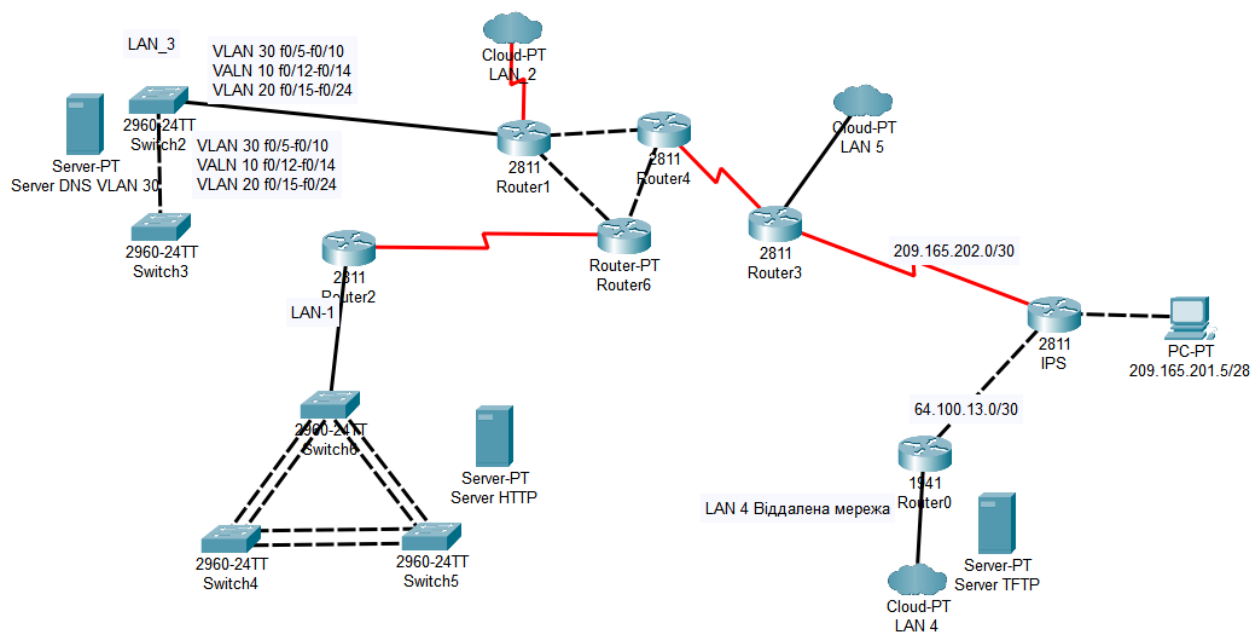 LAN_3
VLAN 30 f0/5-f0/10
VALN 10 f0/12-f0/14
VLAN 20 f0/15-f0/24
Cloud-PT
LAN_2
2960-24TT
Switch2
Server-PT
Server DNS VLAN 30
VLAN 30 f0/5-f0/10
VALN 10 f0/12-f0/14
VLAN 20 f0/15-f0/24
2811
Router1
2811
Router4
Cloud-PT
LAN 5
2960-24TT
Switch3
2811
Router2
LAN-1
Router-PT
Router6
2811
Router3
209.165.202.0/30
2811
IPS
PC-PT
209.165.201.5/28
64.100.13.0/30
2960-24TT
Switch6
Server-PT
Server HTTP
1941
Router0
LAN 4 Віддалена мережа
2960-24TT
Switch4
2960-24TT
Switch5
Server-PT
Server TFTP
Cloud-PT
LAN 4